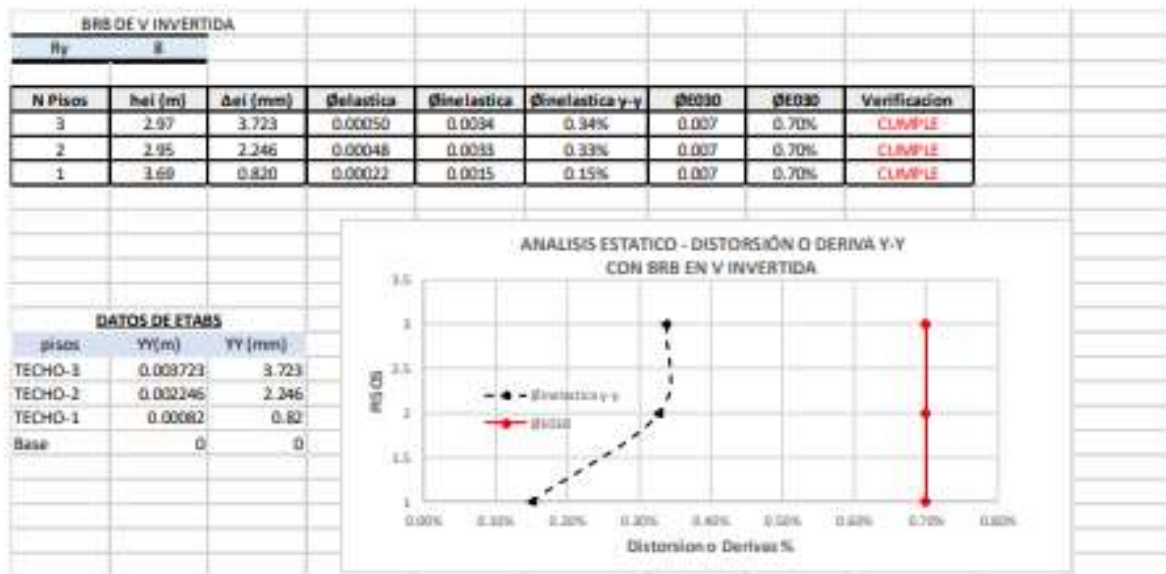 BRB DE V INVERTIDA
Ry 8
N Pisos hei (m) Δei (mm) Øelastica Øinelastica Øinelastica y-y ØE030 ØE030 Verificacion
3 2.97 3.723 0.00050 0.0034 0.34% 0.007 0.70% CUMPLE
2 2.95 2.246 0.00048 0.0033 0.33% 0.007 0.70% CUMPLE
1 3.69 0.820 0.00022 0.0015 0.15% 0.007 0.70% CUMPLE
ANALISIS ESTATICO - DISTORSIÓN O DERIVA Y-Y
CON BRB EN V INVERTIDA
DATOS DE ETABS
pisos YY(m) YY (mm)
TECHO-3 0.003723 3.723
TECHO-2 0.002246 2.246
TECHO-1 0.00082 0.82
Base 0 0
3.5
3
2.5
2
1.5
1
PISOS
Øinelastica y-y
ØE030
0.00% 0.10% 0.20% 0.30% 0.40% 0.50% 0.60% 0.70% 0.80%
Distorsion o Derivas %